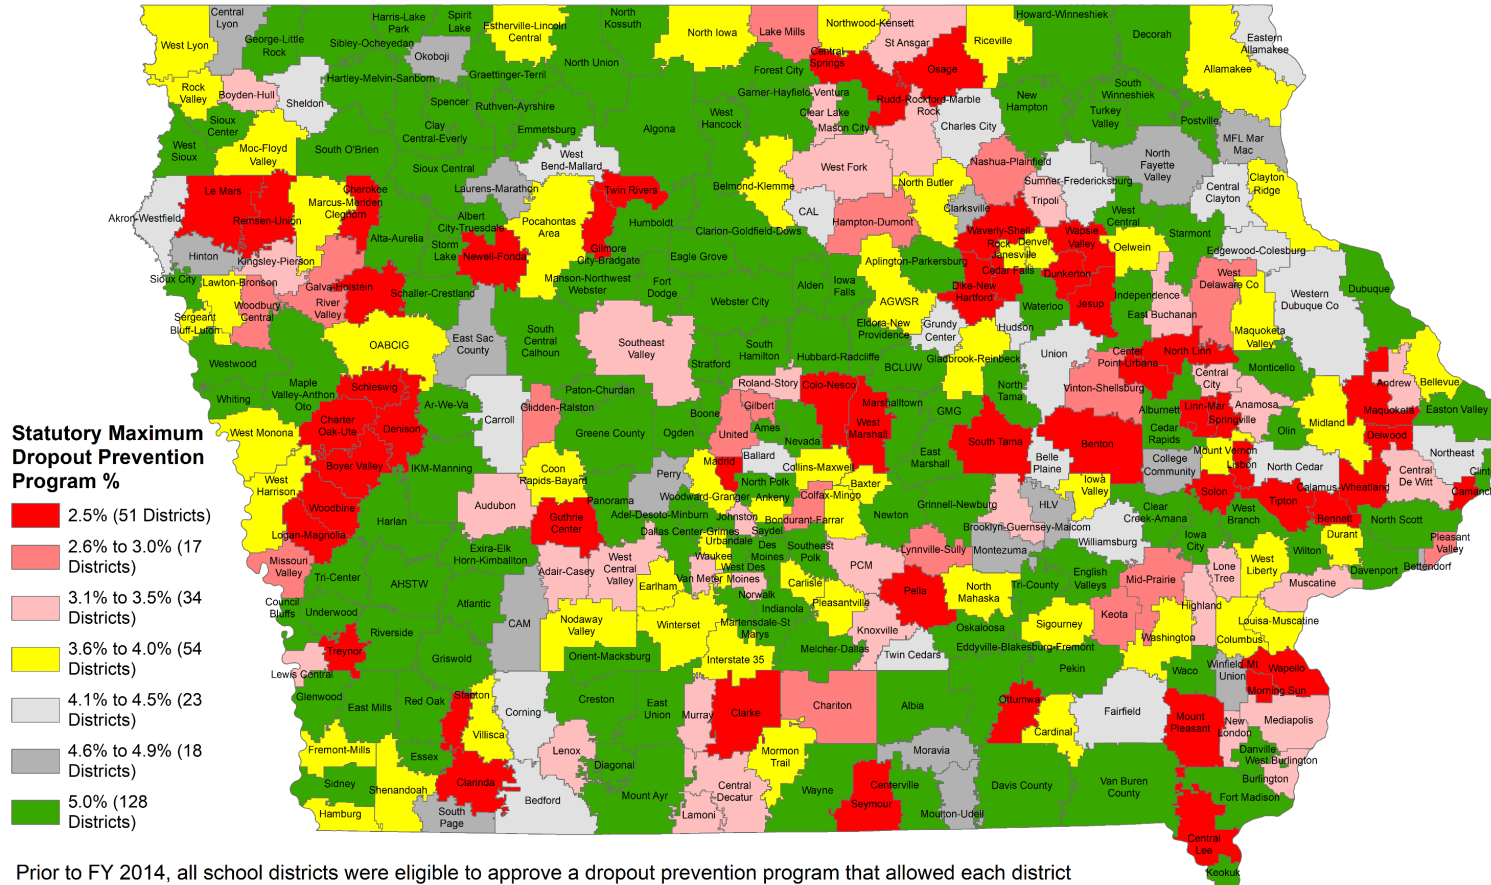 Central
Lyon
West Lyon
George-Little
Rock
Harris-Lake
Park
Spirit
Lake
Sibley-Ocheyedan
Okoboji
Estherville-Lincoln
Central
North
Kossuth
North Iowa
Lake Mills
Northwood-Kensett
St Ansgar
Riceville
Howard-Winneshiek
Decorah
Eastern
Allamakee
Allamakee
Rock
Valley
Boyden-Hull
Sheldon
Hartley-Melvin-Sanborn
Graettinger-Terril
North Union
Forest City
Central
Springs
Osage
Sioux
Center
Spencer
Ruthven-Ayrshire
Garner-Hayfield-Ventura
Clear Lake
Mason City
Rudd-Rockford-Marble
Rock
Charles City
New
Hampton
South
Winneshiek
Turkey
Valley
Postville
MFL Mar
Mac
West
Sioux
Moc-Floyd
Valley
South O'Brien
Clay
Central-Everly
Emmetsburg
Algona
West
Hancock
West
Bend-Mallard
Sioux Central
West Fork
Nashua-Plainfield
North
Fayette
Valley
Le Mars
Akron-Westfield
Remsen-Union
Marcus-Meriden
Cleghorn
Cherokee
Laurens-Marathon
Twin Rivers
Belmond-Klemme
North Butler
Sumner-Fredericksburg
Tripoli
Central
Clayton
Clayton
Ridge
CAL
Clarksville
Hampton-Dumont
Albert
City-Truesdale
Pocahontas
Area
Humboldt
Clarion-Goldfield-Dows
West
Central
Starmont
Hinton
Kingsley-Pierson
Alta-Aurelia
Storm
Lake
Newell-Fonda
Gilmore
City-Bradgate
Eagle Grove
Aplington-Parkersburg
Waverly-Shell
Rock
Janesville
Denver
Wapsie
Valley
Oelwein
Edgewood-Colesburg
Sioux City
Lawton-Bronson
Woodbury
Central
River
Valley
Galva-Holstein
Schaller-Crestland
Manson-Northwest
Webster
Fort
Dodge
Webster City
Alden
Iowa
Falls
AGWSR
Dike-New
Hartford
Cedar Falls
Dunkerton
Waterloo
Jesup
Independence
East Buchanan
West
Delaware Co
Maquoketa
Valley
Western
Dubuque Co
Dubuque
Sergeant
Bluff-Luton
OABCIG
East Sac
County
South
Central
Calhoun
Southeast
Valley
Stratford
South
Hamilton
Hubbard-Radcliffe
Eldora-New
Providence
Grundy
Center
Hudson
Gladbrook-Reinbeck
BCLUW
Union
Center
Point-Urbana
North Linn
Vinton-Shellsburg
Central
City
Monticello
Andrew
Bellevue
Westwood
Whiting
Maple
Valley-Anthon
Oto
Schleswig
Ar-We-Va
Carroll
Paton-Churdan
Glidden-Ralston
Greene County
Ogden
Boone
Roland-Story
Gilbert
Ames
United
Nevada
Colo-Nesco
Marshalltown
West
Marshall
GMG
North
Tama
Alburnett
Linn-Mar
Springville
Anamosa
Olin
Midland
Maquoketa
Easton Valley
West Monona
Charter
Oak-Ute
Denison
Boyer Valley
IKM-Manning
Coon
Rapids-Bayard
Perry
Madrid
Ballard
Collins-Maxwell
East
Marshall
South Tama
Belle
Plaine
Benton
Cedar
Rapids
College
Community
Mount Vernon
Lisbon
North Cedar
Delwood
Northeast
Calamus-Wheatland
Central
De Witt
Camanche
West
Harrison
Woodbine
Logan-Magnolia
Harlan
Audubon
Guthrie
Center
Panorama
Adel-Desoto-Minburn
Woodward-Granger
North Polk
Ankeny
Johnston
Saydel
Dallas Center-Grimes
Urbandale
Bondurant-Farrar
Colfax-Mingo
Baxter
Newton
Grinnell-Newburg
Brooklyn-Guernsey-Malcom
HLV
Iowa
Valley
Clear
Creek-Amana
Williamsburg
Solon
Iowa
City
West
Branch
Tipton
Bennett
Durant
Wilton
North Scott
Pleasant
Valley
Bettendorf
Davenport
Missouri
Valley
Tri-Center
AHSTW
Exira-Elk
Horn-Kimballton
Atlantic
Adair-Casey
West
Central
Valley
Earlham
Van Meter
Waukee
West Des
Moines
Des
Moines
Southeast
Polk
Norwalk
Carlisle
Indianola
Pleasantville
PCM
Lynnville-Sully
Pella
Montezuma
North
Mahaska
Tri-County
English
Valleys
Mid-Prairie
Keota
Lone
Tree
Highland
West
Liberty
Muscatine
Louisa-Muscatine
Columbus
Council
Bluffs
Underwood
Riverside
Treynor
Lewis Central
Griswold
CAM
Nodaway
Valley
Orient-Macksburg
Winterset
Martensdale-St
Marys
Interstate 35
Melcher-Dallas
Knoxville
Twin Cedars
Oskaloosa
Eddyville-Blakesburg-Fremont
Sigourney
Pekin
Washington
Waco
Winfield Mt
Union
Wapello
Morning Sun
Glenwood
East Mills
Red Oak
Stanton
Villisca
Corning
Creston
East
Union
Murray
Clarke
Chariton
Albia
Ottumwa
Cardinal
Fairfield
Mount
Pleasant
New
London
Mediapolis
Danville
West Burlington
Burlington
Fort Madison
Fremont-Mills
Essex
Sidney
Shenandoah
Clarinda
Hamburg
South
Page
Bedford
Lenox
Diagonal
Mount Ayr
Central
Decatur
Lamoni
Mormon
Trail
Wayne
Seymour
Centerville
Moravia
Moulton-Udell
Davis County
Van Buren
County
Central
Lee
Keokuk
Statutory Maximum
Dropout Prevention
Program %
2.5% (51 Districts)
2.6% to 3.0% (17
Districts)
3.1% to 3.5% (34
Districts)
3.6% to 4.0% (54
Districts)
4.1% to 4.5% (23
Districts)
4.6% to 4.9% (18
Districts)
5.0% (128
Districts)
Prior to FY 2014, all school districts were eligible to approve a dropout prevention program that allowed each district